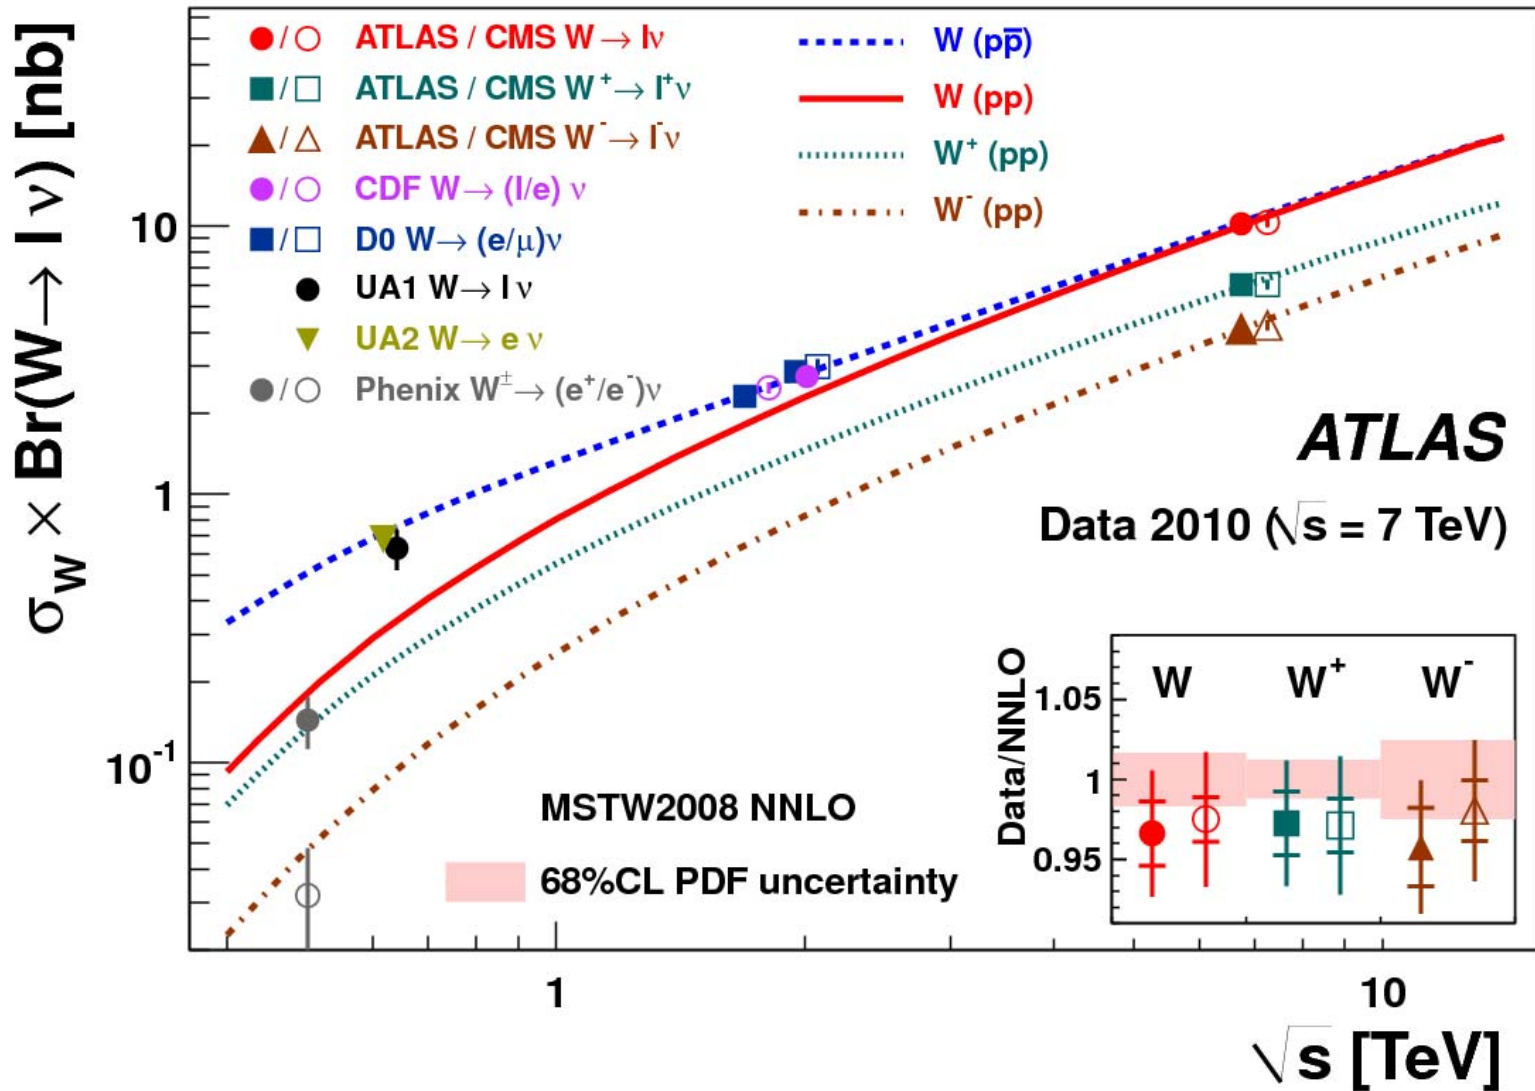 σ_W × Br(W→ l ν) [nb]
10
1
10⁻¹
●/○ ATLAS / CMS W → lν
■/□ ATLAS / CMS W⁺→ l⁺ν
▲/△ ATLAS / CMS W⁻→ l⁻ν
●/○ CDF W→ (l/e) ν
■/□ D0 W→ (e/μ)ν
● UA1 W→ l ν
▼ UA2 W→ e ν
●/○ Phenix W±→ (e⁺/e⁻)ν
W (pp̅)
W (pp)
W⁺ (pp)
W⁻ (pp)
ATLAS
Data 2010 (√s = 7 TeV)
MSTW2008 NNLO
68%CL PDF uncertainty
Data/NNLO
1.05
1
0.95
W W⁺ W⁻
1 10
√s [TeV]